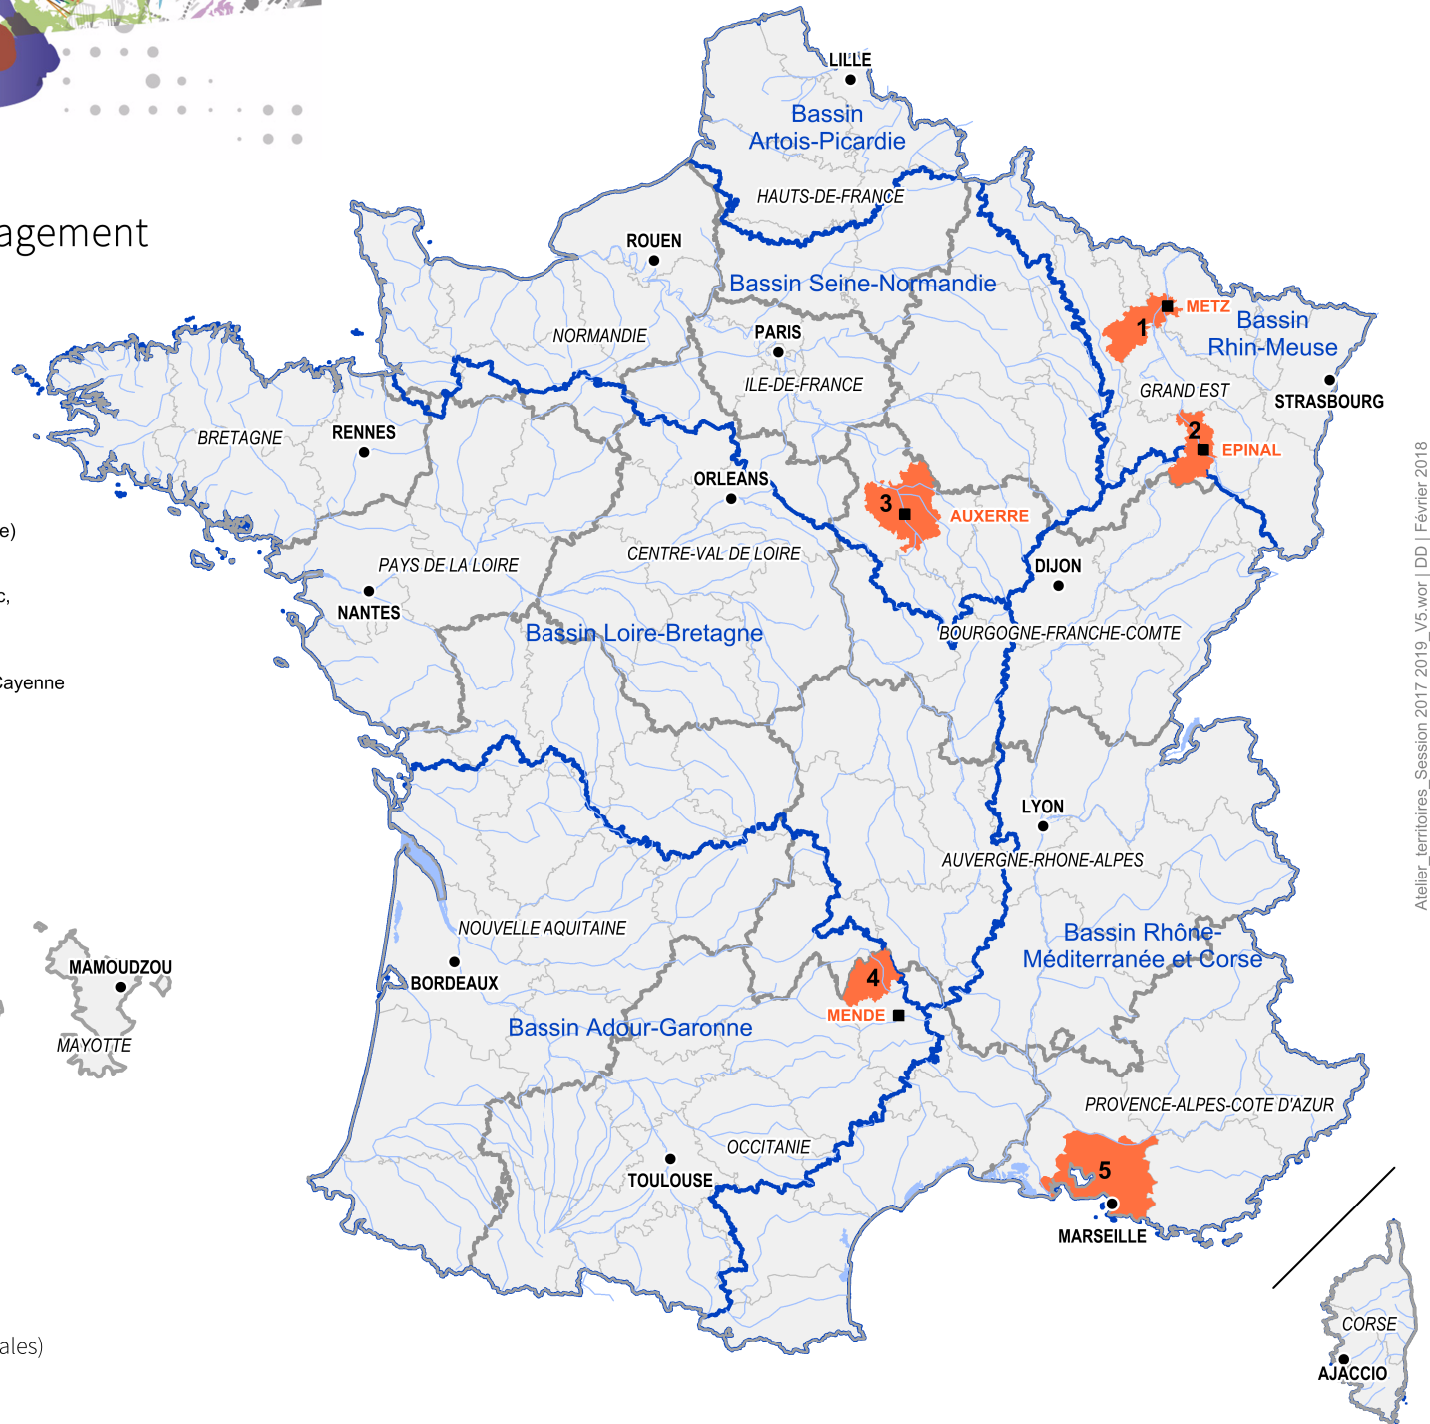 LILLE
Bassin
Artois-Picardie
HAUTS-DE-FRANCE
agement
ROUEN
Bassin Seine-Normandie
METZ
1
Bassin
Rhin-Meuse
NORMANDIE
PARIS
ILE-DE-FRANCE
GRAND EST
STRASBOURG
BRETAGNE
RENNES
2
EPINAL
ORLEANS
3
AUXERRE
e)
CENTRE-VAL DE LOIRE
PAYS DE LA LOIRE
DIJON
c,
NANTES
Bassin Loire-Bretagne
BOURGOGNE-FRANCHE-COMTE
Cayenne
LYON
AUVERGNE-RHONE-ALPES
NOUVELLE AQUITAINE
Bassin Rhône-
Méditerranée et Corse
MAMOUDZOU
BORDEAUX
4
MENDE
Bassin Adour-Garonne
MAYOTTE
PROVENCE-ALPES-COTE D'AZUR
OCCITANIE
5
TOULOUSE
MARSEILLE
CORSE
ales)
AJACCIO
Atelier_territoires_Session 2017 2019_V5.wor | DD | Février 2018